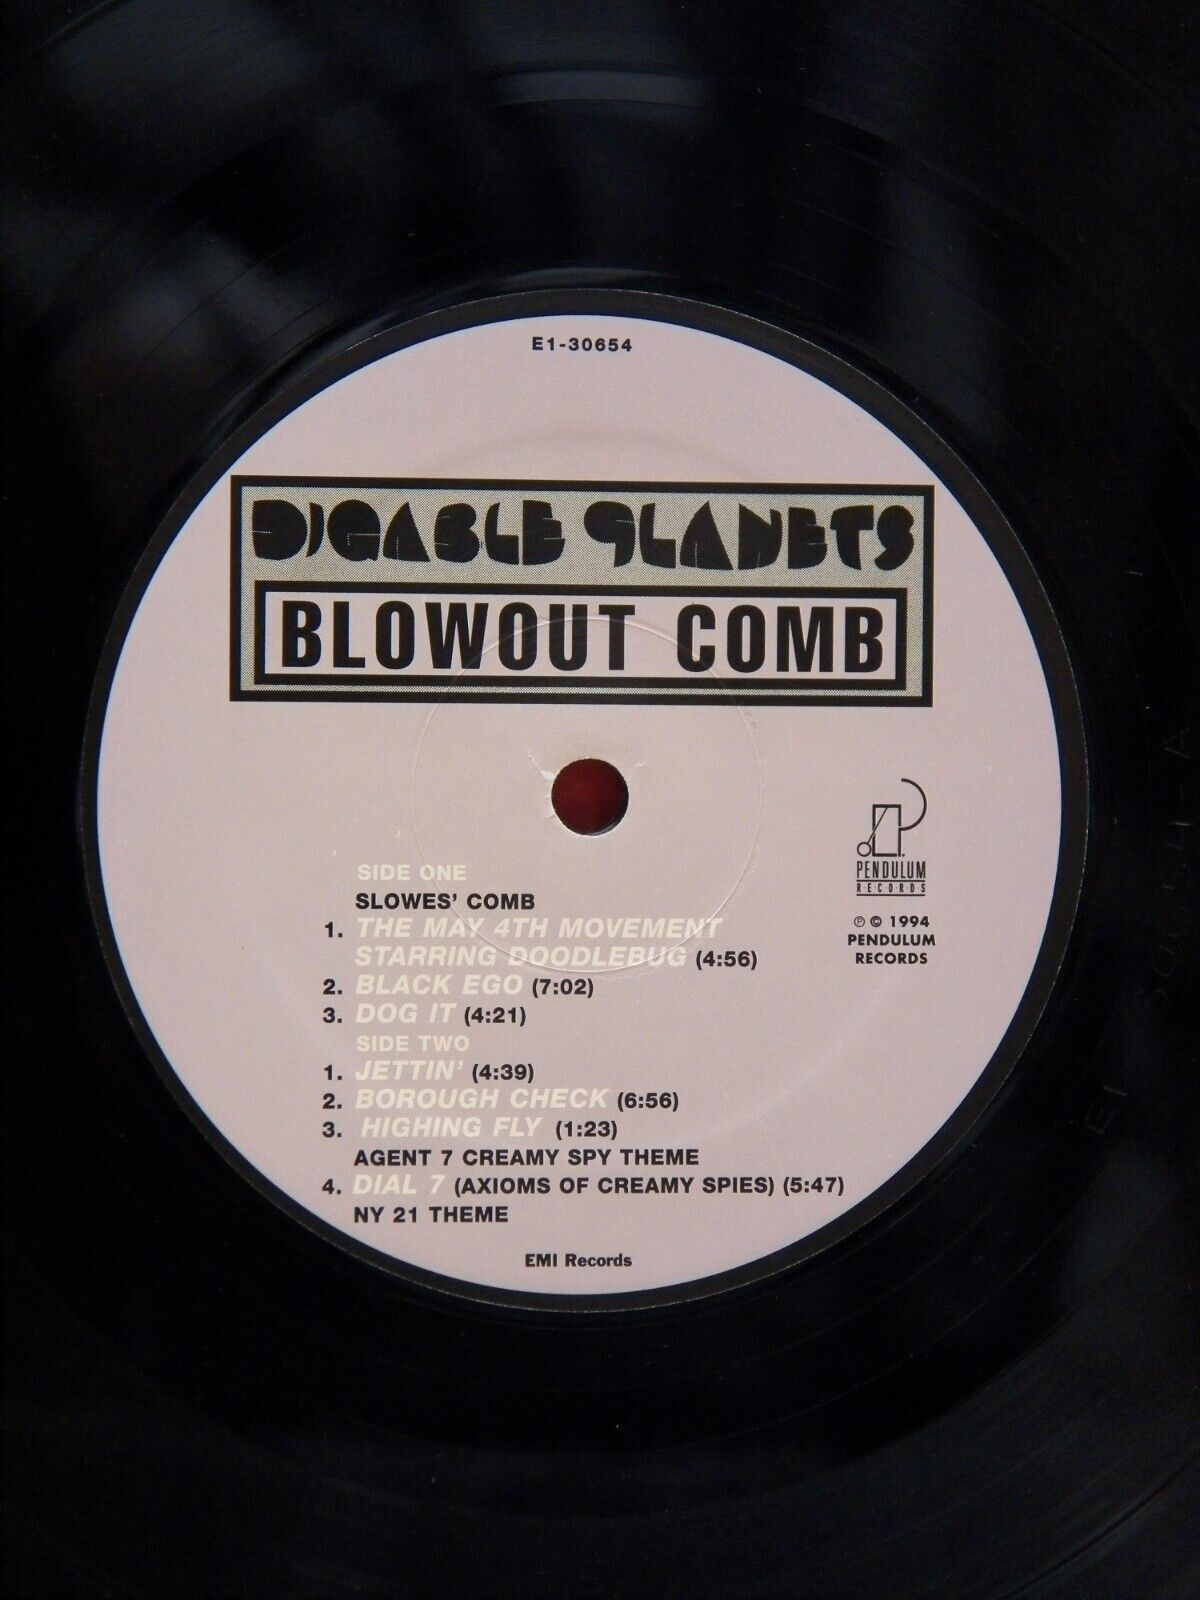 E1-30654
DIGABLE PLANETS
BLOWOUT COMB
PENDULUM
RECORDS
℗ © 1994
PENDULUM
RECORDS
SIDE ONE
SLOWES' COMB
1. THE MAY 4TH MOVEMENT
STARRING DOODLEBUG (4:56)
2. BLACK EGO (7:02)
3. DOG IT (4:21)
SIDE TWO
1. JETTIN' (4:39)
2. BOROUGH CHECK (6:56)
3. HIGHING FLY (1:23)
AGENT 7 CREAMY SPY THEME
4. DIAL 7 (AXIOMS OF CREAMY SPIES) (5:47)
NY 21 THEME
EMI Records